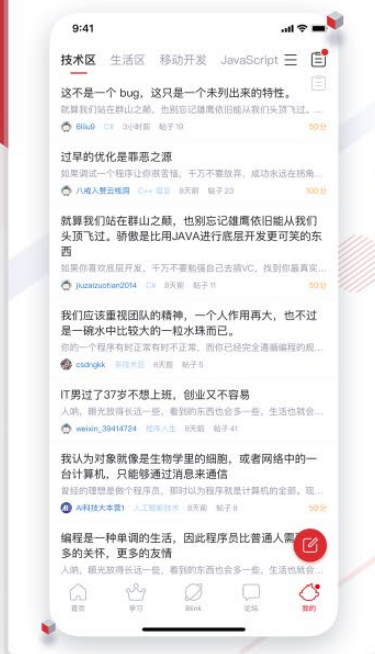 9:41
技术区 生活区 移动开发 JavaScript
这不是一个 bug，这只是一个未列出来的特性。
就算我们站在群山之颠，也别忘记雄鹰依旧能从我们头顶飞过。...
6liu9 C# 3小时前 帖子19 50分
过早的优化是罪恶之源
如果调试一个程序让你很苦恼，千万不要放弃，成功永远在拐角...
八戒人赞云栈洞 C++ 语言 8天前 帖子23 100分
就算我们站在群山之颠，也别忘记雄鹰依旧能从我们
头顶飞过。骄傲是比用JAVA进行底层开发更可笑的东
西
如果你喜欢底层开发，千万不要勉强自己去搞VC，找到你最真实...
jiuzaizuotian2014 C# 8天前 帖子11 50分
我们应该重视团队的精神，一个人作用再大，也不过
是一碗水中比较大的一粒水珠而已。
你的一个程序有时正常有时不正常，而你已经完全遵循编程的规...
csdngkk 非技术区 8天前 帖子5
IT男过了37岁不想上班，创业又不容易
人呐，眼光放得长远一些，看到的东西也会多一些，生活也就会...
weixin_39414724 程序人生 8天前 帖子41
我认为对象就像是生物学里的细胞，或者网络中的一
台计算机，只能够通过消息来通信
曾经的理想是做个程序员，那时以为程序就是计算机的全部。现...
AI科技大本营1 人工智能技术 8天前 帖子8 50分
编程是一种单调的生活，因此程序员比普通人需
多的关怀，更多的友情
人呐，眼光放得长远一些，看到的东西也会多一些，生活也就会
首页 学习 Blink 论坛 我的